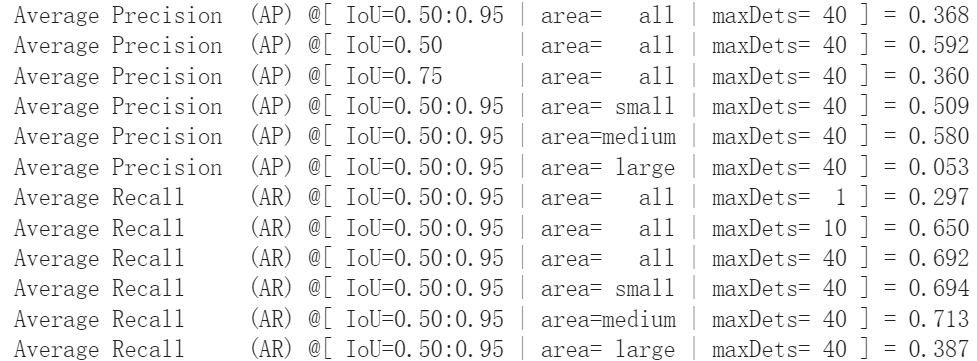 Average Precision  (AP) @[ IoU=0.50:0.95 | area=   all | maxDets= 40 ] = 0.368
Average Precision  (AP) @[ IoU=0.50      | area=   all | maxDets= 40 ] = 0.592
Average Precision  (AP) @[ IoU=0.75      | area=   all | maxDets= 40 ] = 0.360
Average Precision  (AP) @[ IoU=0.50:0.95 | area= small | maxDets= 40 ] = 0.509
Average Precision  (AP) @[ IoU=0.50:0.95 | area=medium | maxDets= 40 ] = 0.580
Average Precision  (AP) @[ IoU=0.50:0.95 | area= large | maxDets= 40 ] = 0.053
Average Recall     (AR) @[ IoU=0.50:0.95 | area=   all | maxDets=  1 ] = 0.297
Average Recall     (AR) @[ IoU=0.50:0.95 | area=   all | maxDets= 10 ] = 0.650
Average Recall     (AR) @[ IoU=0.50:0.95 | area=   all | maxDets= 40 ] = 0.692
Average Recall     (AR) @[ IoU=0.50:0.95 | area= small | maxDets= 40 ] = 0.694
Average Recall     (AR) @[ IoU=0.50:0.95 | area=medium | maxDets= 40 ] = 0.713
Average Recall     (AR) @[ IoU=0.50:0.95 | area= large | maxDets= 40 ] = 0.387